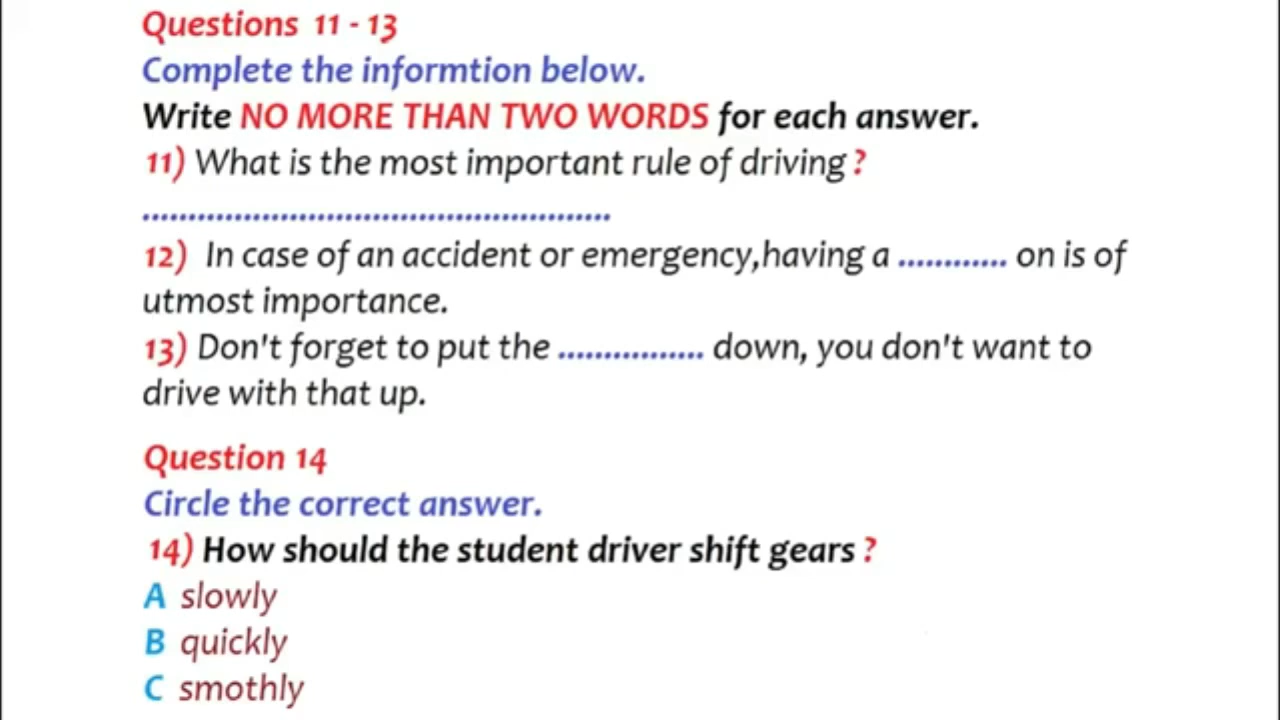 Questions 11 - 13
Complete the informtion below.
Write NO MORE THAN TWO WORDS for each answer.
11) What is the most important rule of driving ?
...................................................
12) In case of an accident or emergency,having a ............ on is of
utmost importance.
13) Don't forget to put the ................ down, you don't want to
drive with that up.
Question 14
Circle the correct answer.
14) How should the student driver shift gears ?
A slowly
B quickly
C smothly